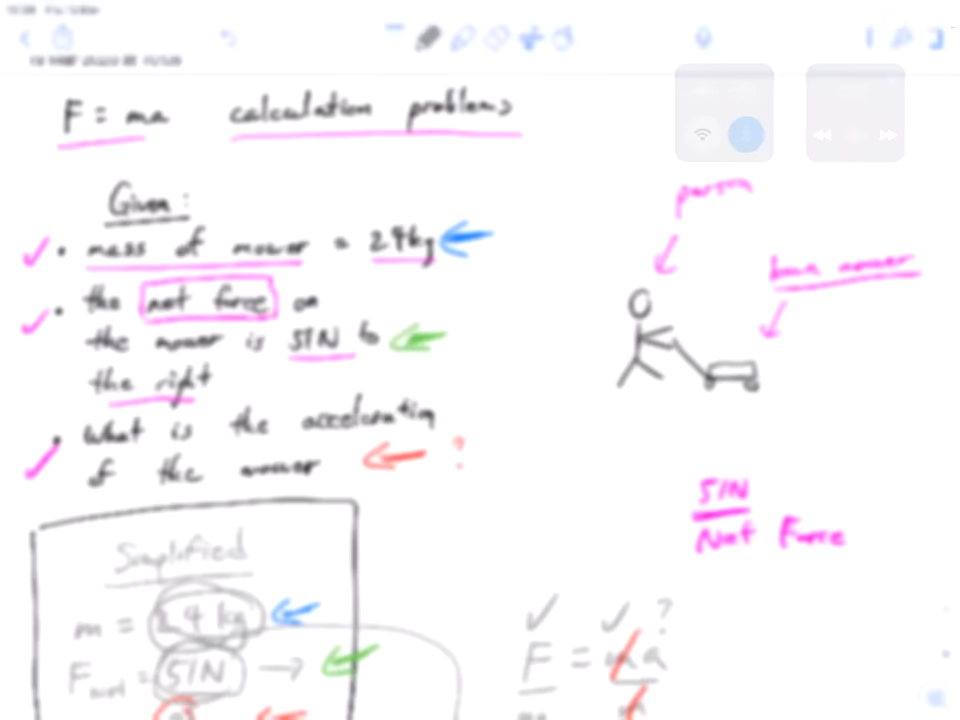 F = ma calculation problems
Given:
• mass of mower = 24kg
• the net force on
the mower is 51N to
the right
• What is the acceleration
of the mower ?
person
lawn mower
51N
Net Force
Simplified
m = 24 kg
Fnet = 51N →
F = ma ?
m